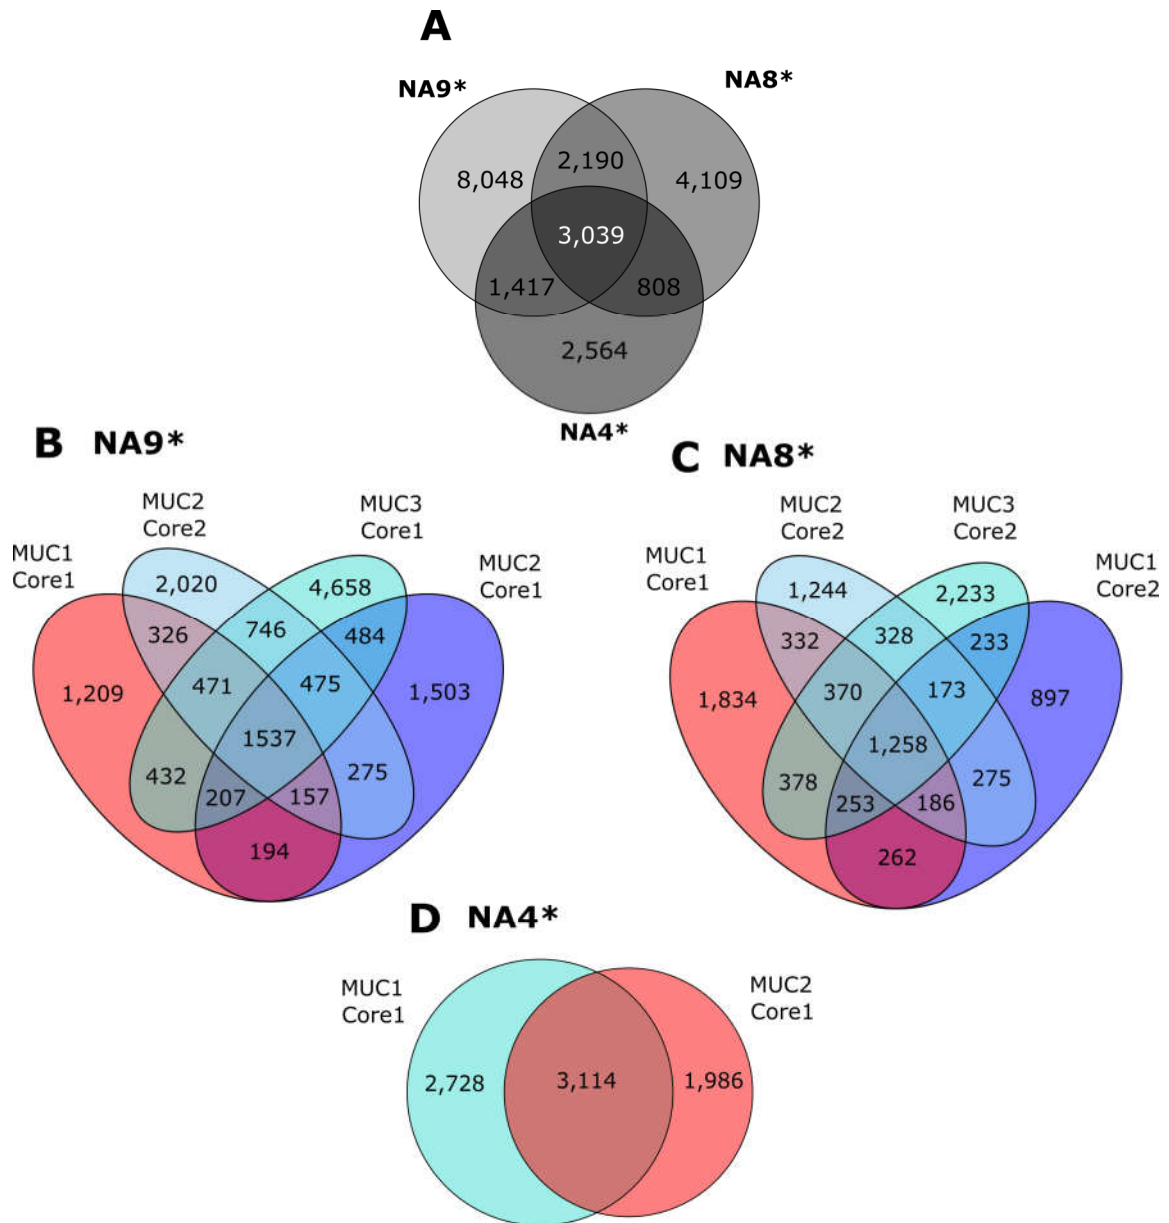 A
NA9*
NA8*
8,048
2,190
4,109
3,039
1,417
808
2,564
NA4*
B NA9*
MUC1
Core1
MUC2
Core2
MUC3
Core1
MUC2
Core1
2,020
4,658
326
746
484
1,209
471
475
1,503
1537
432
275
207
157
194
C NA8*
MUC1
Core1
MUC2
Core2
MUC3
Core2
MUC1
Core2
1,244
2,233
332
328
233
1,834
370
173
897
1,258
378
275
253
186
262
D NA4*
MUC1
Core1
MUC2
Core1
2,728
3,114
1,986